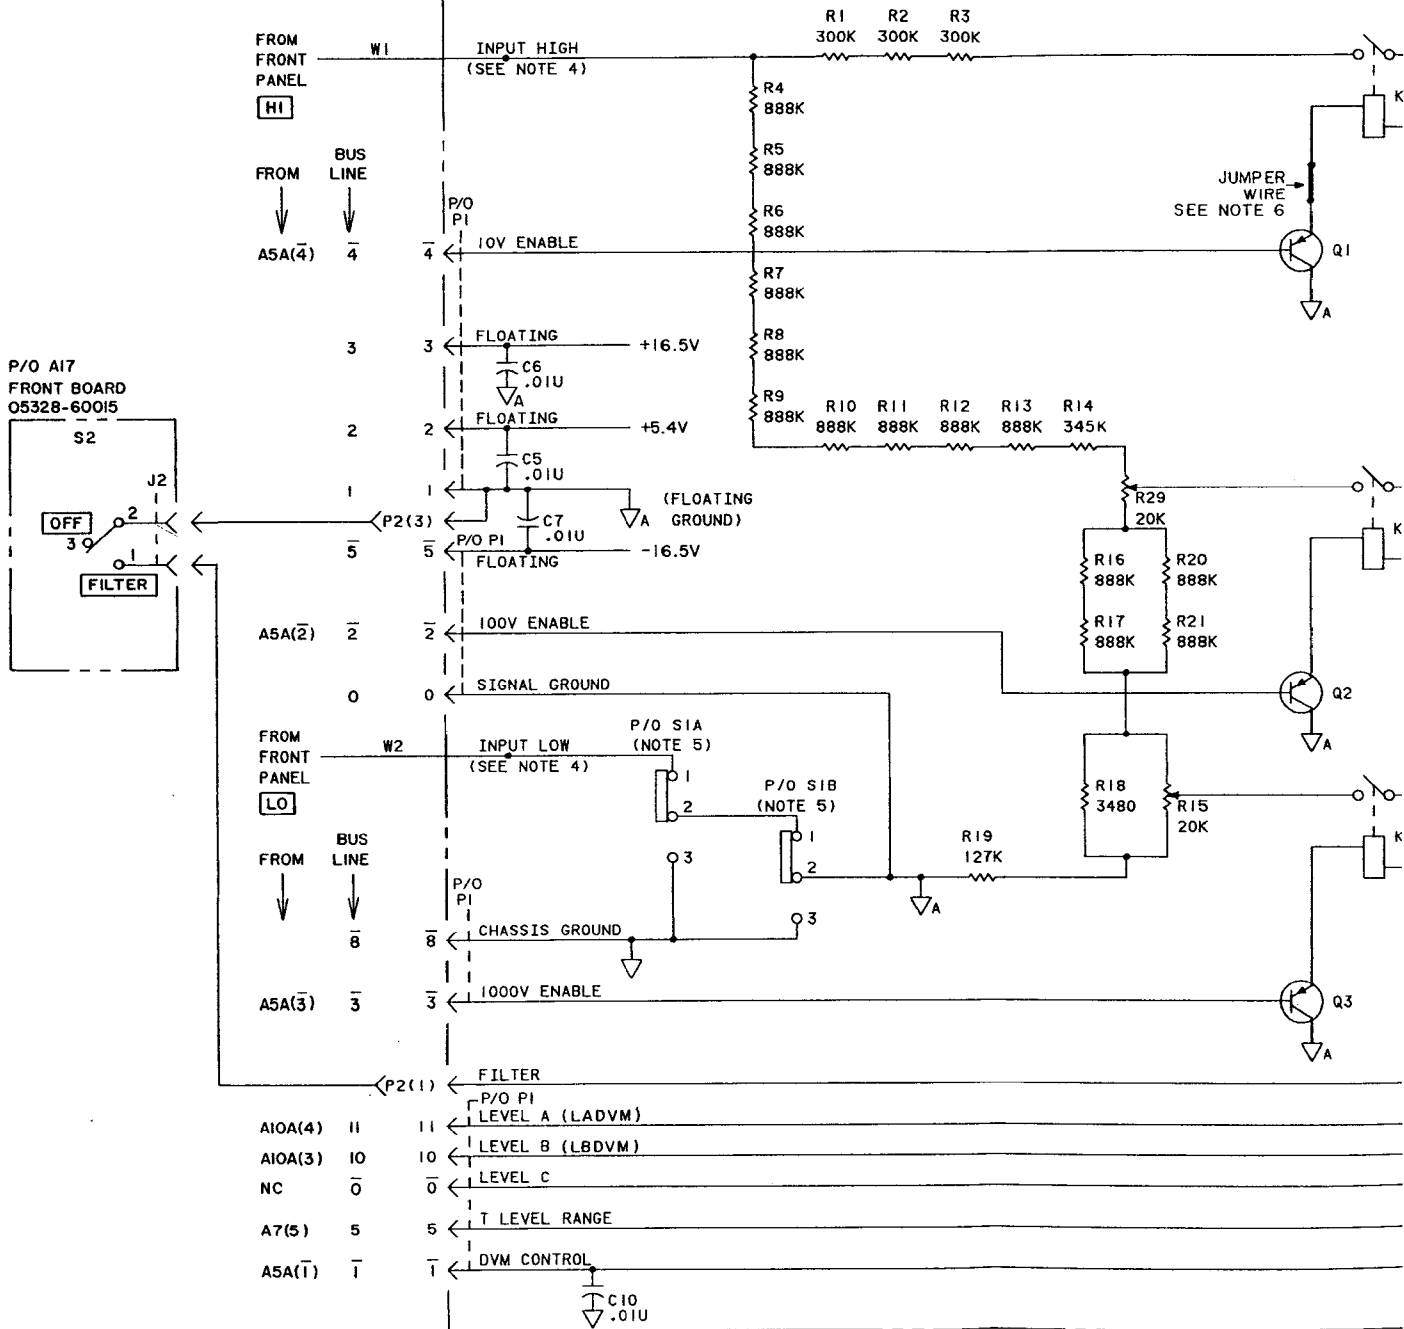 R1 R2 R3
300K 300K 300K
FROM
FRONT
PANEL
HI
W1
INPUT HIGH
(SEE NOTE 4)
K
R4
888K
R5
888K
R6
888K
R7
888K
R8
888K
R9
888K
FROM
BUS
LINE
P/O
P1
JUMPER
WIRE
SEE NOTE 6
A5A(4̅) 4̅ 4̅ 10V ENABLE
Q1
A
3 3 FLOATING +16.5V
C6
.01U
A
P/O A17
FRONT BOARD
05328-60015
S2
J2
OFF
2
3
1
FILTER
2 2 FLOATING +5.4V
C5
.01U
R10 R11 R12 R13 R14
888K 888K 888K 888K 345K
1 1
A
(FLOATING
GROUND)
P2(3)
C7
.01U
R29
20K
5̅ 5̅ P/O P1
FLOATING
-16.5V
K
R16
888K
R20
888K
R17
888K
R21
888K
A5A(2̅) 2̅ 2̅ 100V ENABLE
0 0 SIGNAL GROUND
Q2
A
FROM
FRONT
PANEL
LO
W2
INPUT LOW
(SEE NOTE 4)
P/O S1A
(NOTE 5)
1
2
3
P/O S1B
(NOTE 5)
1
2
3
R18
3480
R15
20K
R19
127K
A
K
FROM
BUS
LINE
P/O
P1
8̅ 8̅ CHASSIS GROUND
A5A(3̅) 3̅ 3̅ 1000V ENABLE
Q3
A
P2(1) FILTER
P/O P1
A10A(4) 11 11 LEVEL A (LADVM)
A10A(3) 10 10 LEVEL B (LBDVM)
NC 0̅ 0̅ LEVEL C
A7(5) 5 5 T LEVEL RANGE
A5A(1̅) 1̅ 1̅ DVM CONTROL
C10
.01U